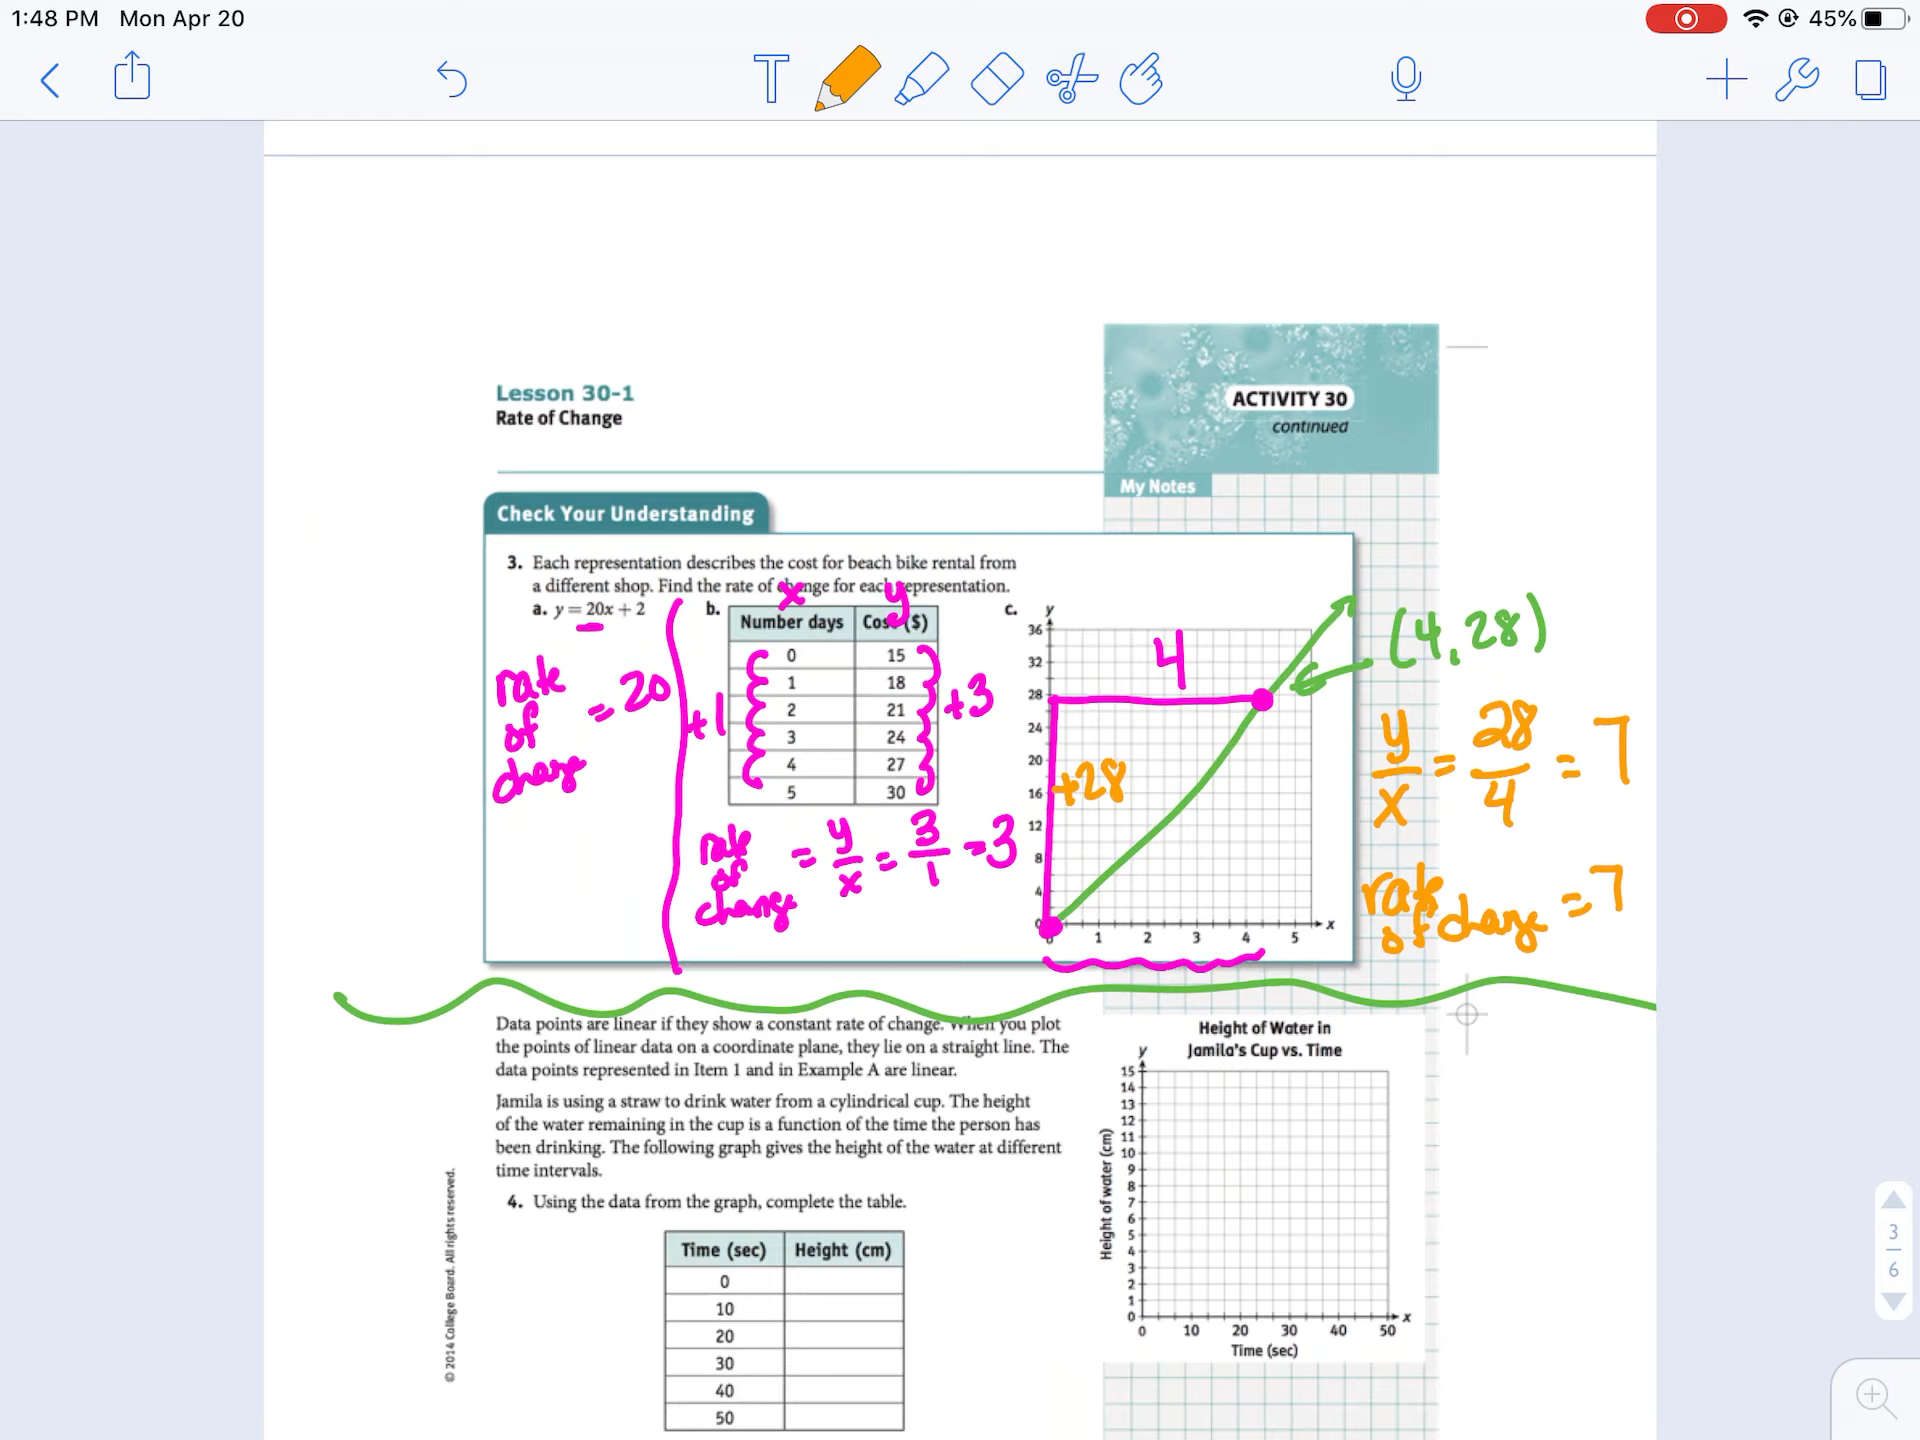 1:48 PM Mon Apr 20
45%
T
Lesson 30-1
Rate of Change
ACTIVITY 30
continued
My Notes
Check Your Understanding
3. Each representation describes the cost for beach bike rental from
a different shop. Find the rate of change for each representation.
a. y = 20x + 2
rate
of
change
= 20
b.
x y
Number days Cost ($)
0 15
1 18
2 21
3 24
4 27
5 30
+1
+3
rate
of
change
= y/x = 3/1 = 3
c.
y
36
32
28
24
20
16
12
8
4
0
0 1 2 3 4 5
x
4
+28
(4,28)
y/x = 28/4 = 7
rate
of change = 7
Data points are linear if they show a constant rate of change. When you plot
the points of linear data on a coordinate plane, they lie on a straight line. The
data points represented in Item 1 and in Example A are linear.
Jamila is using a straw to drink water from a cylindrical cup. The height
of the water remaining in the cup is a function of the time the person has
been drinking. The following graph gives the height of the water at different
time intervals.
4. Using the data from the graph, complete the table.
Time (sec) Height (cm)
0
10
20
30
40
50
Height of Water in
Jamila's Cup vs. Time
y
15
14
13
12
11
10
9
8
7
6
5
4
3
2
1
0
0 10 20 30 40 50
x
Height of water (cm)
Time (sec)
© 2014 College Board. All rights reserved.
3
6